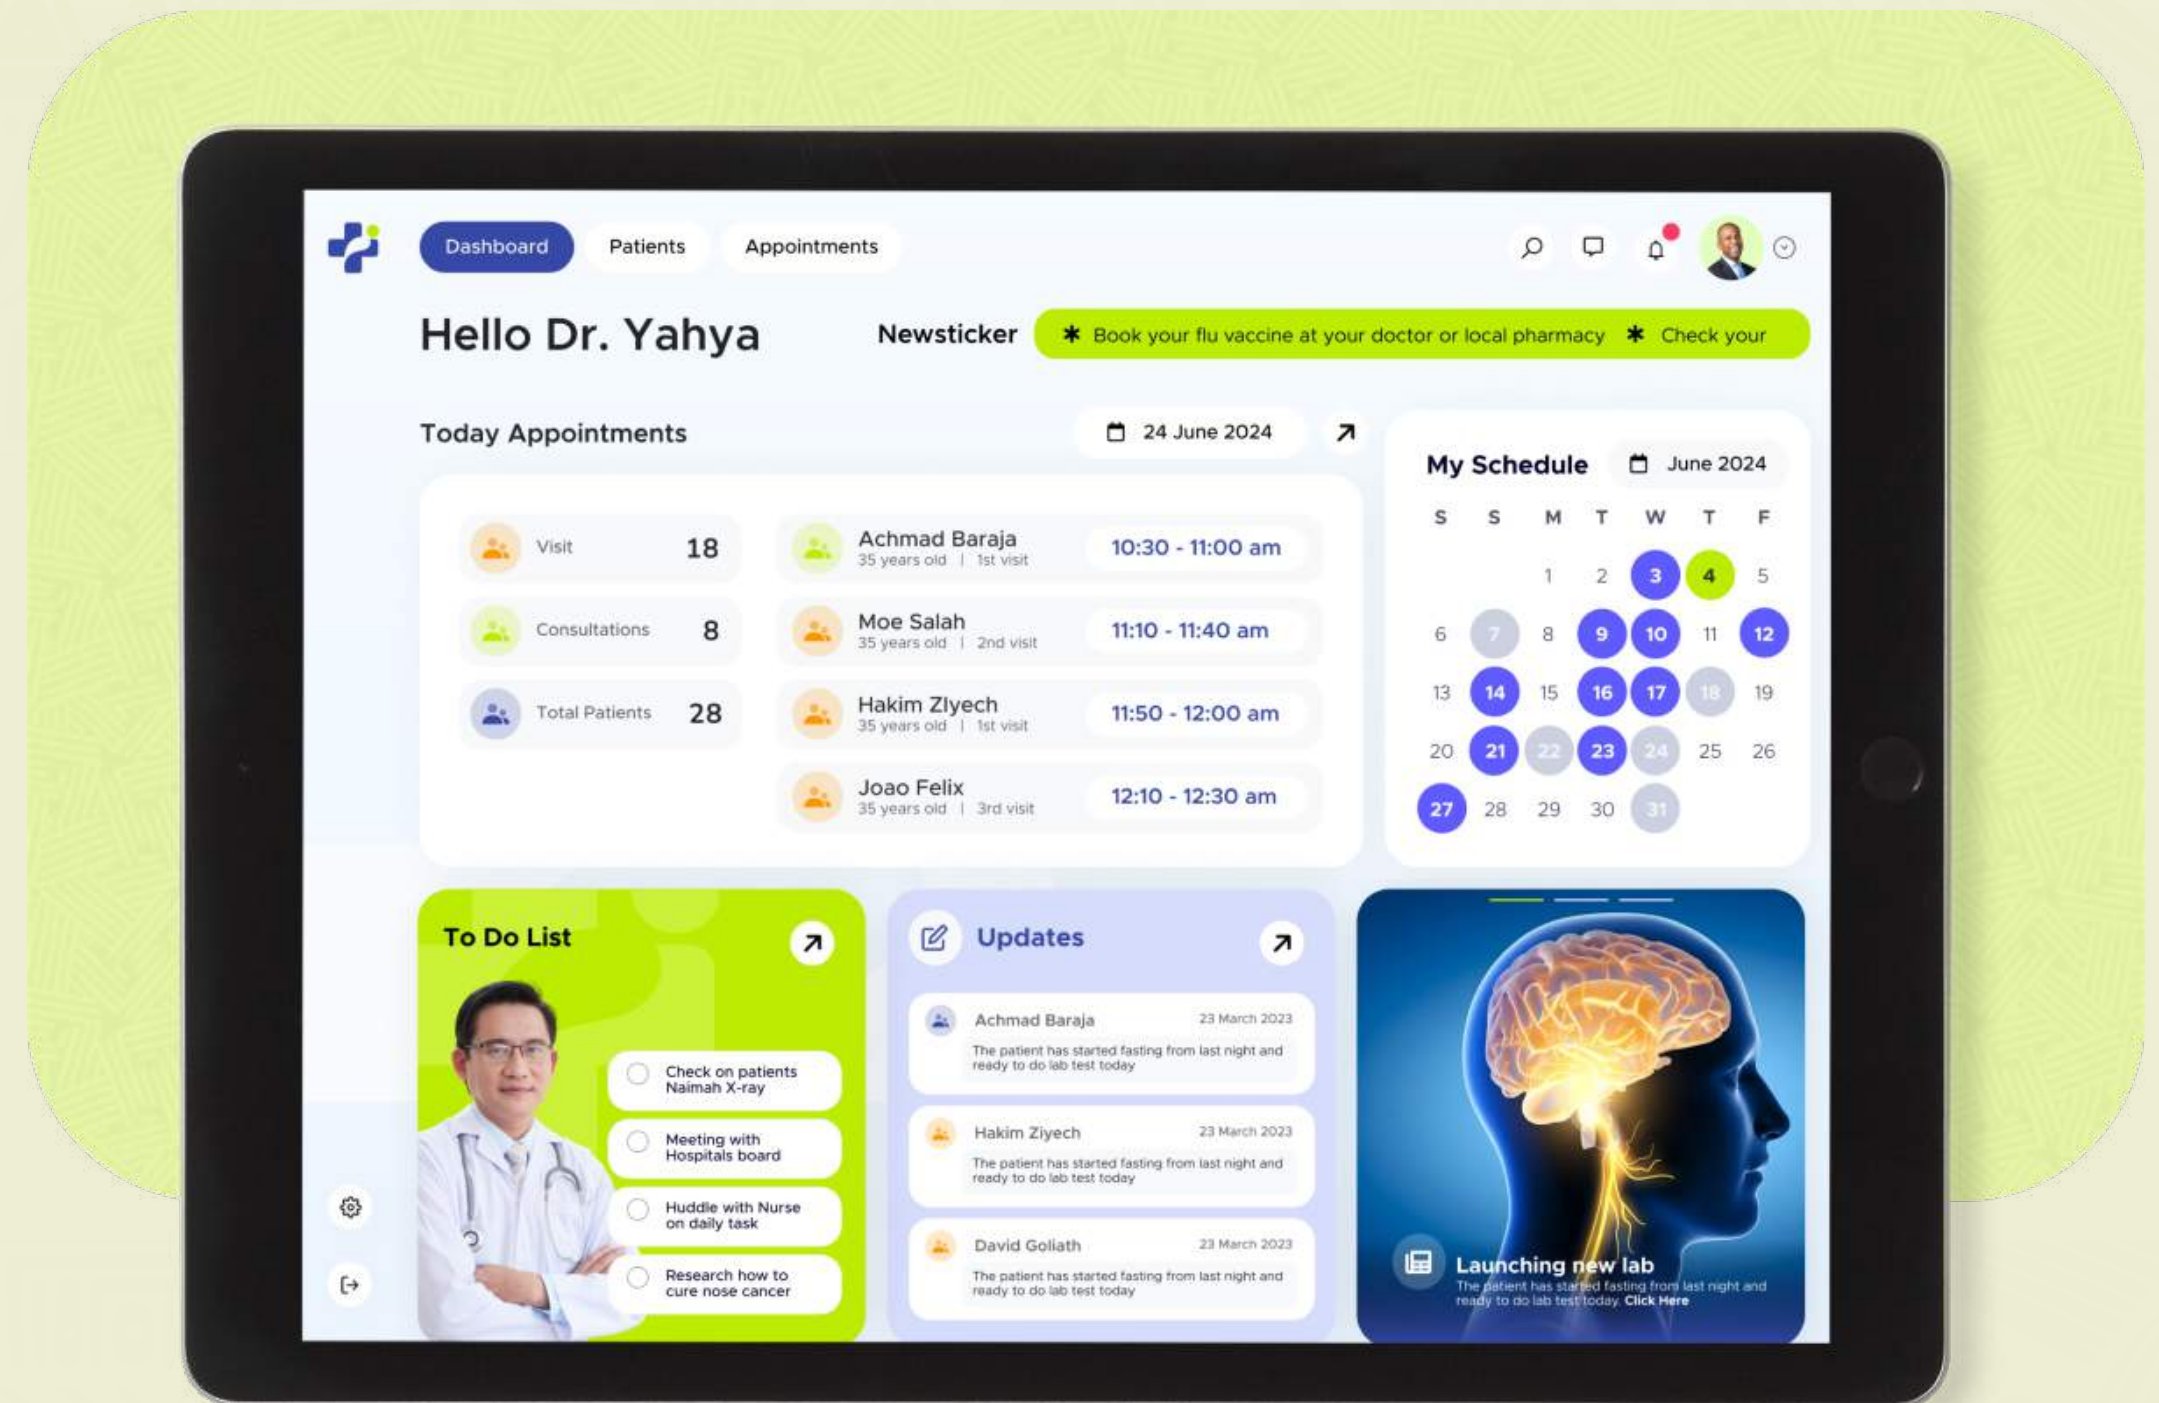 Dashboard
Patients
Appointments
Hello Dr. Yahya
Newsticker
* Book your flu vaccine at your doctor or local pharmacy * Check your
Today Appointments
24 June 2024
Visit 18
Consultations 8
Total Patients 28
Achmad Baraja
35 years old | 1st visit
10:30 - 11:00 am
Moe Salah
35 years old | 2nd visit
11:10 - 11:40 am
Hakim ZIyech
35 years old | 1st visit
11:50 - 12:00 am
Joao Felix
35 years old | 3rd visit
12:10 - 12:30 am
My Schedule
June 2024
S S M T W T F
1 2 3 4 5
6 7 8 9 10 11 12
13 14 15 16 17 18 19
20 21 22 23 24 25 26
27 28 29 30 31
To Do List
Check on patients
Naimah X-ray
Meeting with
Hospitals board
Huddle with Nurse
on daily task
Research how to
cure nose cancer
Updates
Achmad Baraja
23 March 2023
The patient has started fasting from last night and
ready to do lab test today
Hakim Ziyech
23 March 2023
The patient has started fasting from last night and
ready to do lab test today
David Goliath
23 March 2023
The patient has started fasting from last night and
ready to do lab test today
Launching new lab
The patient has started fasting from last night and
ready to do lab test today. Click Here